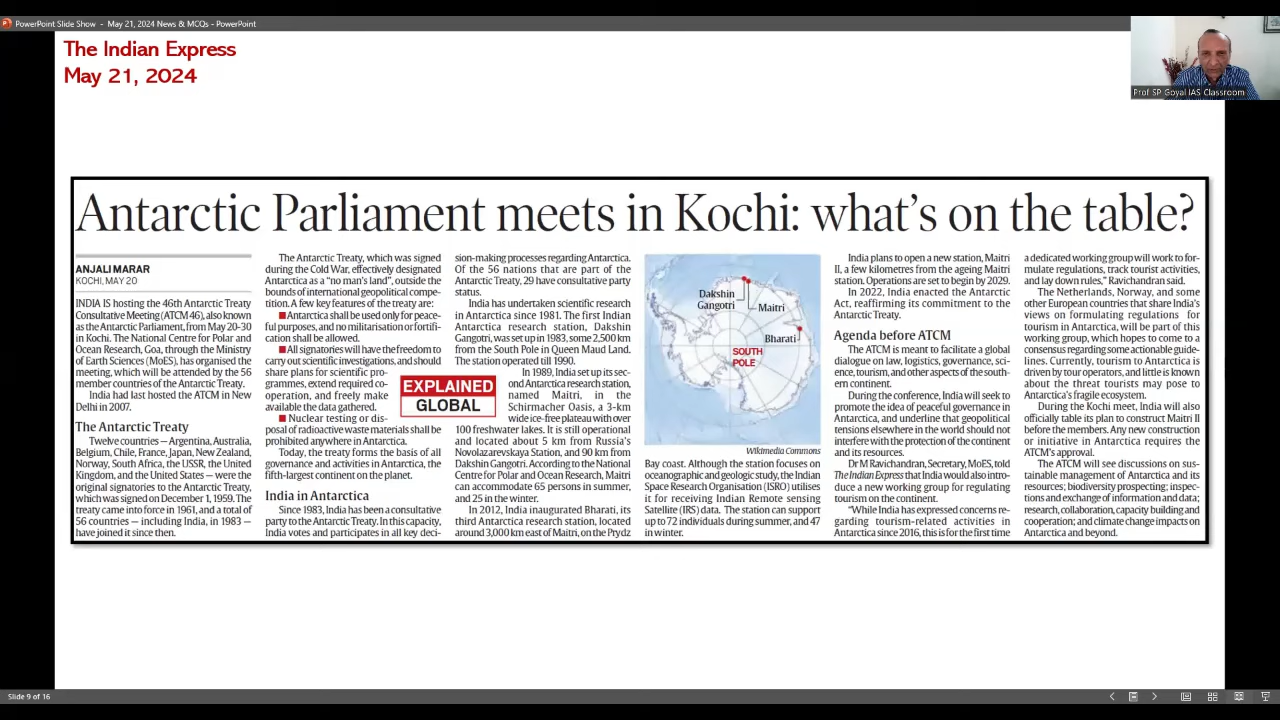 PowerPoint Slide Show - May 21, 2024 News & MCQs - PowerPoint
The Indian Express
May 21, 2024
Prof SP Goyal IAS Classroom
Antarctic Parliament meets in Kochi: what's on the table?
ANJALI MARAR
KOCHI, MAY 20
INDIA IS hosting the 46th Antarctic Treaty
Consultative Meeting (ATCM 46), also known
as the Antarctic Parliament, from May 20-30
in Kochi. The National Centre for Polar and
Ocean Research, Goa, through the Ministry
of Earth Sciences (MoES), has organised the
meeting, which will be attended by the 56
member countries of the Antarctic Treaty.
India had last hosted the ATCM in New
Delhi in 2007.
The Antarctic Treaty
Twelve countries — Argentina, Australia,
Belgium, Chile, France, Japan, New Zealand,
Norway, South Africa, the USSR, the United
Kingdom, and the United States — were the
original signatories to the Antarctic Treaty,
which was signed on December 1, 1959. The
treaty came into force in 1961, and a total of
56 countries — including India, in 1983 —
have joined it since then.
The Antarctic Treaty, which was signed
during the Cold War, effectively designated
Antarctica as a "no man's land", outside the
bounds of international geopolitical compe-
tition. A few key features of the treaty are:
■ Antarctica shall be used only for peace-
ful purposes, and no militarisation or fortifi-
cation shall be allowed.
■ All signatories will have the freedom to
carry out scientific investigations, and should
share plans for scientific pro-
grammes, extend required co-
operation, and freely make
available the data gathered.
■ Nuclear testing or dis-
posal of radioactive waste materials shall be
prohibited anywhere in Antarctica.
Today, the treaty forms the basis of all
governance and activities in Antarctica, the
fifth-largest continent on the planet.
India in Antarctica
Since 1983, India has been a consultative
party to the Antarctic Treaty. In this capacity,
India votes and participates in all key deci-
EXPLAINED
GLOBAL
sion-making processes regarding Antarctica.
Of the 56 nations that are part of the
Antarctic Treaty, 29 have consultative party
status.
India has undertaken scientific research
in Antarctica since 1981. The first Indian
Antarctica research station, Dakshin
Gangotri, was set up in 1983, some 2,500 km
from the South Pole in Queen Maud Land.
The station operated till 1990.
In 1989, India set up its sec-
ond Antarctica research station,
named Maitri, in the
Schirmacher Oasis, a 3-km
wide ice-free plateau with over
100 freshwater lakes. It is still operational
and located about 5 km from Russia's
Novolazarevskaya Station, and 90 km from
Dakshin Gangotri. According to the National
Centre for Polar and Ocean Research, Maitri
can accommodate 65 persons in summer,
and 25 in the winter.
In 2012, India inaugurated Bharati, its
third Antarctica research station, located
around 3,000 km east of Maitri, on the Prydz
Dakshin
Gangotri
Maitri
Bharati
SOUTH
POLE
Wikimedia Commons
Bay coast. Although the station focuses on
oceanographic and geologic study, the Indian
Space Research Organisation (ISRO) utilises
it for receiving Indian Remote sensing
Satellite (IRS) data. The station can support
up to 72 individuals during summer, and 47
in winter.
India plans to open a new station, Maitri
II, a few kilometres from the ageing Maitri
station. Operations are set to begin by 2029.
In 2022, India enacted the Antarctic
Act, reaffirming its commitment to the
Antarctic Treaty.
Agenda before ATCM
The ATCM is meant to facilitate a global
dialogue on law, logistics, governance, sci-
ence, tourism, and other aspects of the south-
ern continent.
During the conference, India will seek to
promote the idea of peaceful governance in
Antarctica, and underline that geopolitical
tensions elsewhere in the world should not
interfere with the protection of the continent
and its resources.
Dr M Ravichandran, Secretary, MoES, told
The Indian Express that India would also intro-
duce a new working group for regulating
tourism on the continent.
"While India has expressed concerns re-
garding tourism-related activities in
Antarctica since 2016, this is for the first time
a dedicated working group will work to for-
mulate regulations, track tourist activities,
and lay down rules," Ravichandran said.
The Netherlands, Norway, and some
other European countries that share India's
views on formulating regulations for
tourism in Antarctica, will be part of this
working group, which hopes to come to a
consensus regarding some actionable guide-
lines. Currently, tourism to Antarctica is
driven by tour operators, and little is known
about the threat tourists may pose to
Antarctica's fragile ecosystem.
During the Kochi meet, India will also
officially table its plan to construct Maitri II
before the members. Any new construction
or initiative in Antarctica requires the
ATCM's approval.
The ATCM will see discussions on sus-
tainable management of Antarctica and its
resources; biodiversity prospecting; inspec-
tions and exchange of information and data;
research, collaboration, capacity building and
cooperation; and climate change impacts on
Antarctica and beyond.
Slide 9 of 16